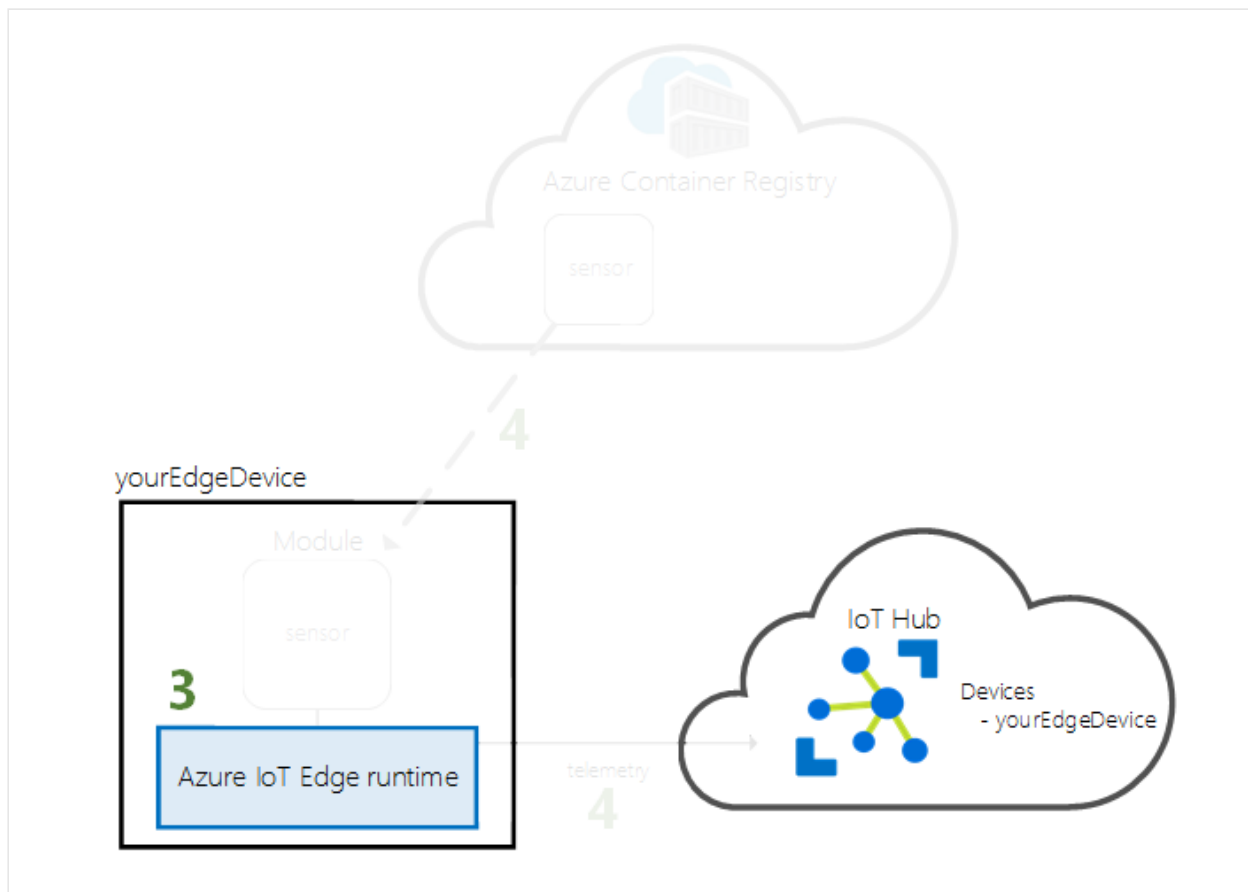 Azure Container Registry
sensor
4
yourEdgeDevice
Module
sensor
3
Azure IoT Edge runtime
telemetry
4
IoT Hub
Devices
- yourEdgeDevice